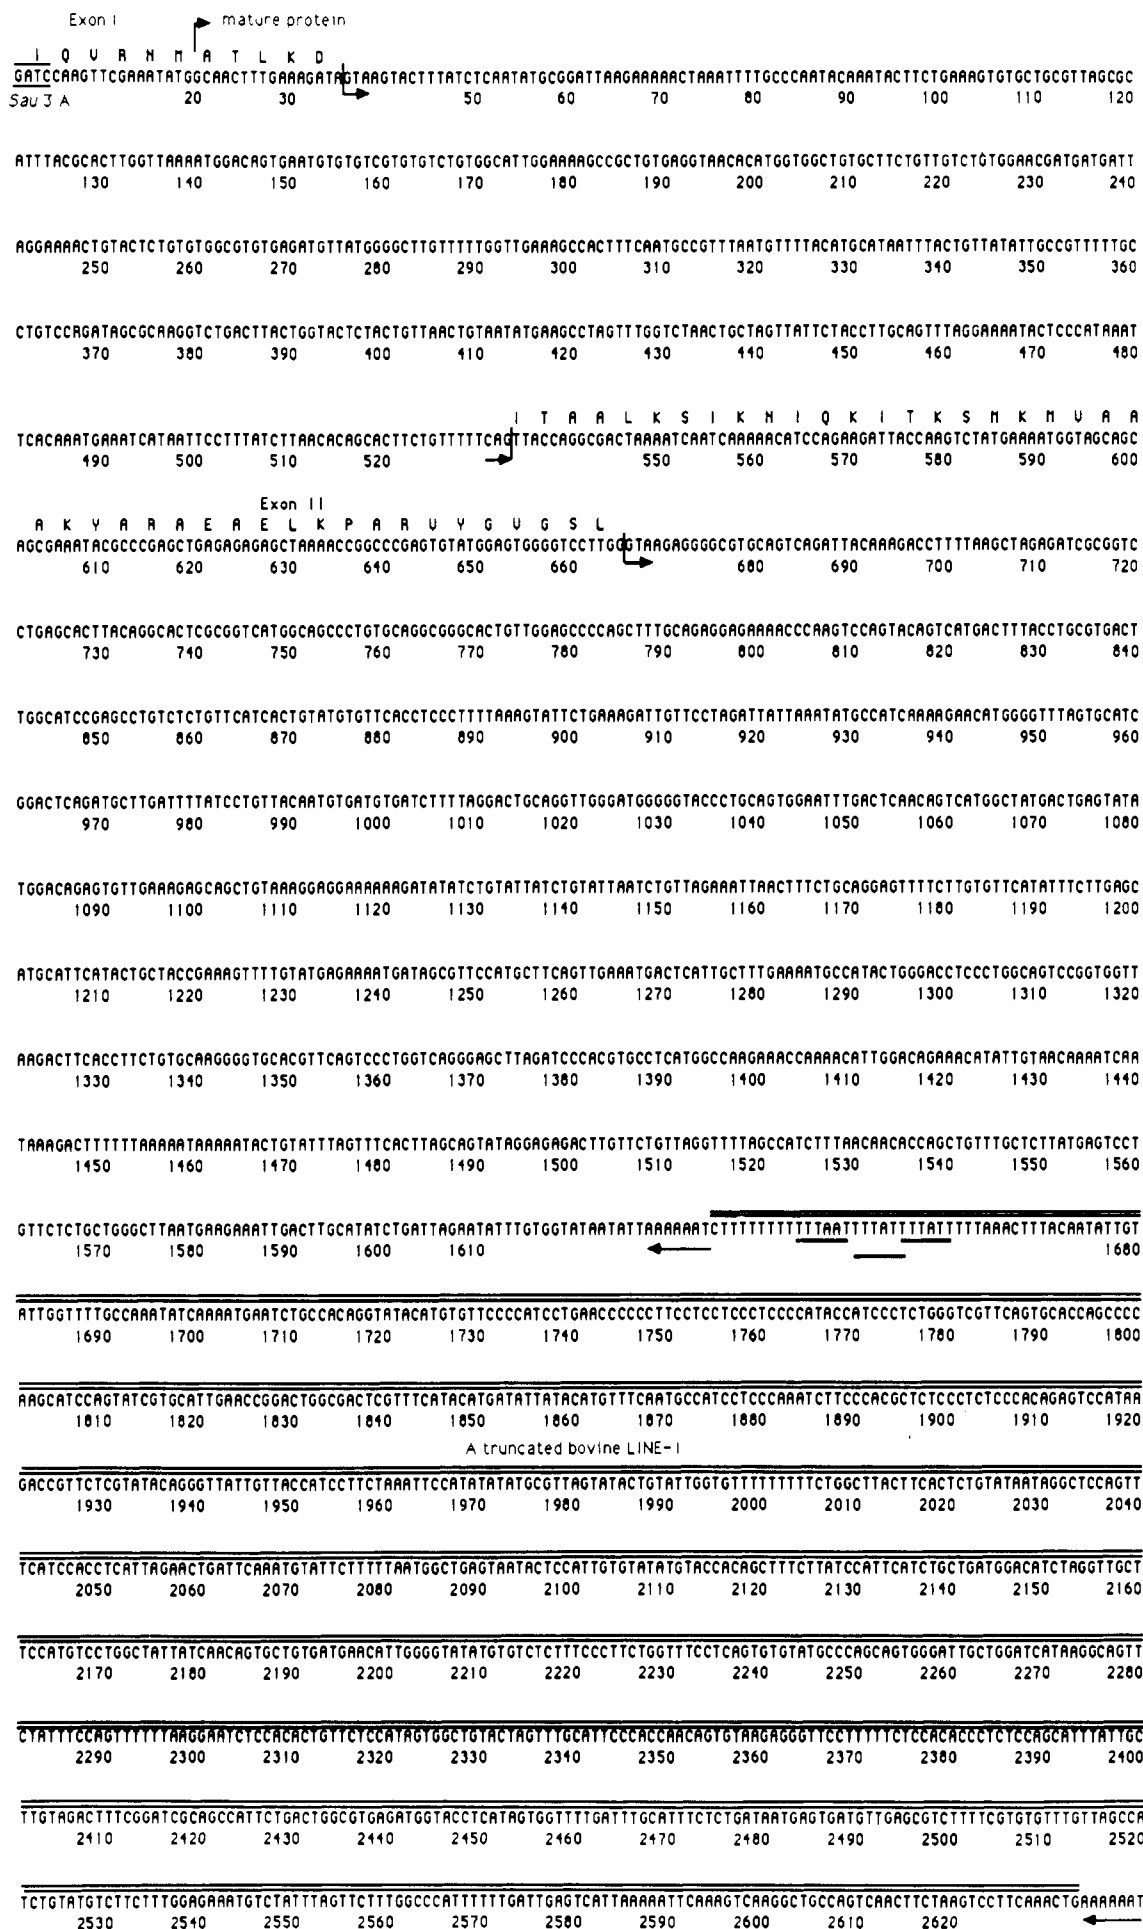 Exon I mature protein
I Q V R N M A T L K D
GATCCAAGTTCGAAATATGGCAACTTTGAAAGATAGTAAGTACTTTATCTCAATATGCGGATTAAGAAAAACTAAATTTTGCCCAATACAAATACTTCTGAAAGTGTGCTGCGTTAGCGC
Sau 3 A 20 30 50 60 70 80 90 100 110 120
ATTTACGCACTTGGTTAAAATGGACAGTGAATGTGTGTCGTGTGTCTGTGGCATTGGAAAAGCCGCTGTGAGGTAACACATGGTGGCTGTGCTTCTGTTGTCTGTGGAACGATGATGATT
130 140 150 160 170 180 190 200 210 220 230 240
AGGAAAACTGTACTCTGTGTGGCGTGTGAGATGTTATGGGGCTTGTTTTTGGTTGAAAGCCACTTTCAATGCCGTTTAATGTTTTACATGCATAATTTACTGTTATATTGCCGTTTTTGC
250 260 270 280 290 300 310 320 330 340 350 360
CTGTCCAGATAGCGCAAGGTCTGACTTACTGGTACTCTACTGTTAACTGTAATATGAAGCCTAGTTTGGTCTAACTGCTAGTTATTCTACCTTGCAGTTTAGGAAAATACTCCCATAAAT
370 380 390 400 410 420 430 440 450 460 470 480
I T A A L K S I K N I Q K I T K S M K M V A A
TCACAAATGAAATCATAATTCCTTTATCTTAACACAGCACTTCTGTTTTTCAGTTACCAGGCGACTAAAATCAATCAAAAACATCCAGAAGATTACCAAGTCTATGAAAATGGTAGCAGC
490 500 510 520 550 560 570 580 590 600
Exon II
A K Y A R A E A E L K P A R V Y G V G S L
AGCGAAATACGCCCGAGCTGAGAGAGAGCTAAAACCGGCCCGAGTGTATGGAGTGGGGTCCTTGGGTAAGAGGGGCGTGCAGTCAGATTACAAAGACCTTTTAAGCTAGAGATCGCGGTC
610 620 630 640 650 660 680 690 700 710 720
CTGAGCACTTACAGGCACTCGCGGTCATGGCAGCCCTGTGCAGGCGGGCACTGTTGGAGCCCCAGCTTTGCAGAGGAGAAAACCCAAGTCCAGTACAGTCATGACTTTACCTGCGTGACT
730 740 750 760 770 780 790 800 810 820 830 840
TGGCATCCGAGCCTGTCTCTGTTCATCACTGTATGTGTTCACCTCCCTTTTAAAGTATTCTGAAAGATTGTTCCTAGATTATTAAATATGCCATCAAAAGAACATGGGGTTTAGTGCATC
850 860 870 880 890 900 910 920 930 940 950 960
GGACTCAGATGCTTGATTTTATCCTGTTACAATGTGATGTGATCTTTTAGGACTGCAGGTTGGGATGGGGGTACCCTGCAGTGGAATTTGACTCAACAGTCATGGCTATGACTGAGTATA
970 980 990 1000 1010 1020 1030 1040 1050 1060 1070 1080
TGGACAGAGTGTTGAAAGAGCAGCTGTAAAGGAGGAAAAAAGATATATCTGTATTATCTGTATTAATCTGTTAGAAATTAACTTTCTGCAGGAGTTTTCTTGTGTTCATATTTCTTGAGC
1090 1100 1110 1120 1130 1140 1150 1160 1170 1180 1190 1200
ATGCATTCATACTGCTACCGAAAGTTTTGTATGAGAAAATGATAGCGTTCCATGCTTCAGTTGAAATGACTCATTGCTTTGAAAATGCCATACTGGGACCTCCCTGGCAGTCCGGTGGTT
1210 1220 1230 1240 1250 1260 1270 1280 1290 1300 1310 1320
AAGACTTCACCTTCTGTGCAAGGGGTGCACGTTCAGTCCCTGGTCAGGGAGCTTAGATCCCACGTGCCTCATGGCCAAGAAACCAAAACATTGGACAGAAACATATTGTAACAAAATCAA
1330 1340 1350 1360 1370 1380 1390 1400 1410 1420 1430 1440
TAAAGACTTTTTTAAAAATAAAAATACTGTATTTAGTTTCACTTAGCAGTATAGGAGAGACTTGTTCTGTTAGGTTTTAGCCATCTTTAACAACACCAGCTGTTTGCTCTTATGAGTCCT
1450 1460 1470 1480 1490 1500 1510 1520 1530 1540 1550 1560
GTTCTCTGCTGGGCTTAATGAAGAAATTGACTTGCATATCTGATTAGAATATTTGTGGTATAATATTAAAAAATCTTTTTTTTTTTAATTTTATTTTATTTTTAAACTTTACAATATTGT
1570 1580 1590 1600 1610 1680
ATTGGTTTTGCCAAATATCAAAATGAATCTGCCACAGGTATACATGTGTTCCCCATCCTGAACCCCCCTTCCTCCTCCCTCCCCATACCATCCCTCTGGGTCGTTCAGTGCACCAGCCCC
1690 1700 1710 1720 1730 1740 1750 1760 1770 1780 1790 1800
AAGCATCCAGTATCGTGCATTGAACCGGACTGGCGACTCGTTTCATACATGATATTATACATGTTTCAATGCCATCCTCCCAAATCTTCCCACGCTCTCCCTCTCCCACAGAGTCCATAA
1810 1820 1830 1840 1850 1860 1870 1880 1890 1900 1910 1920
A truncated bovine LINE-1
GACCGTTCTCGTATACAGGGTTATTGTTACCATCCTTCTAAATTCCATATATATGCGTTAGTATACTGTATTGGTGTTTTTTTTTCTGGCTTACTTCACTCTGTATAATAGGCTCCAGTT
1930 1940 1950 1960 1970 1980 1990 2000 2010 2020 2030 2040
TCATCCACCTCATTAGAACTGATTCAAATGTATTCTTTTTAATGGCTGAGTAATACTCCATTGTGTATATGTACCACAGCTTTCTTATCCATTCATCTGCTGATGGACATCTAGGTTGCT
2050 2060 2070 2080 2090 2100 2110 2120 2130 2140 2150 2160
TCCATGTCCTGGCTATTATCAACAGTGCTGTGATGAACATTGGGGTATATGTGTCTCTTTCCCTTCTGGTTTCCTCAGTGTGTATGCCCAGCAGTGGGATTGCTGGATCATAAGGCAGTT
2170 2180 2190 2200 2210 2220 2230 2240 2250 2260 2270 2280
CTATTTCCAGTTTTTTAAGGAATCTCCACACTGTTCTCCATAGTGGCTGTACTAGTTTGCATTCCCACCAACAGTGTAAGAGGGTTCCTTTTTCTCCACACCCTCTCCAGCATTTATTGC
2290 2300 2310 2320 2330 2340 2350 2360 2370 2380 2390 2400
TTGTAGACTTTCGGATCGCAGCCATTCTGACTGGCGTGAGATGGTACCTCATAGTGGTTTTGATTTGCATTTCTCTGATAATGAGTGATGTTGAGCGTCTTTTCGTGTGTTTGTTAGCCA
2410 2420 2430 2440 2450 2460 2470 2480 2490 2500 2510 2520
TCTGTATGTCTTCTTTGGAGAAATGTCTATTTAGTTCTTTGGCCCATTTTTTGATTGAGTCATTAAAAATTCAAAGTCAAGGCTGCCAGTCAACTTCTAAGTCCTTCAAACTGAAAAAAT
2530 2540 2550 2560 2570 2580 2590 2600 2610 2620